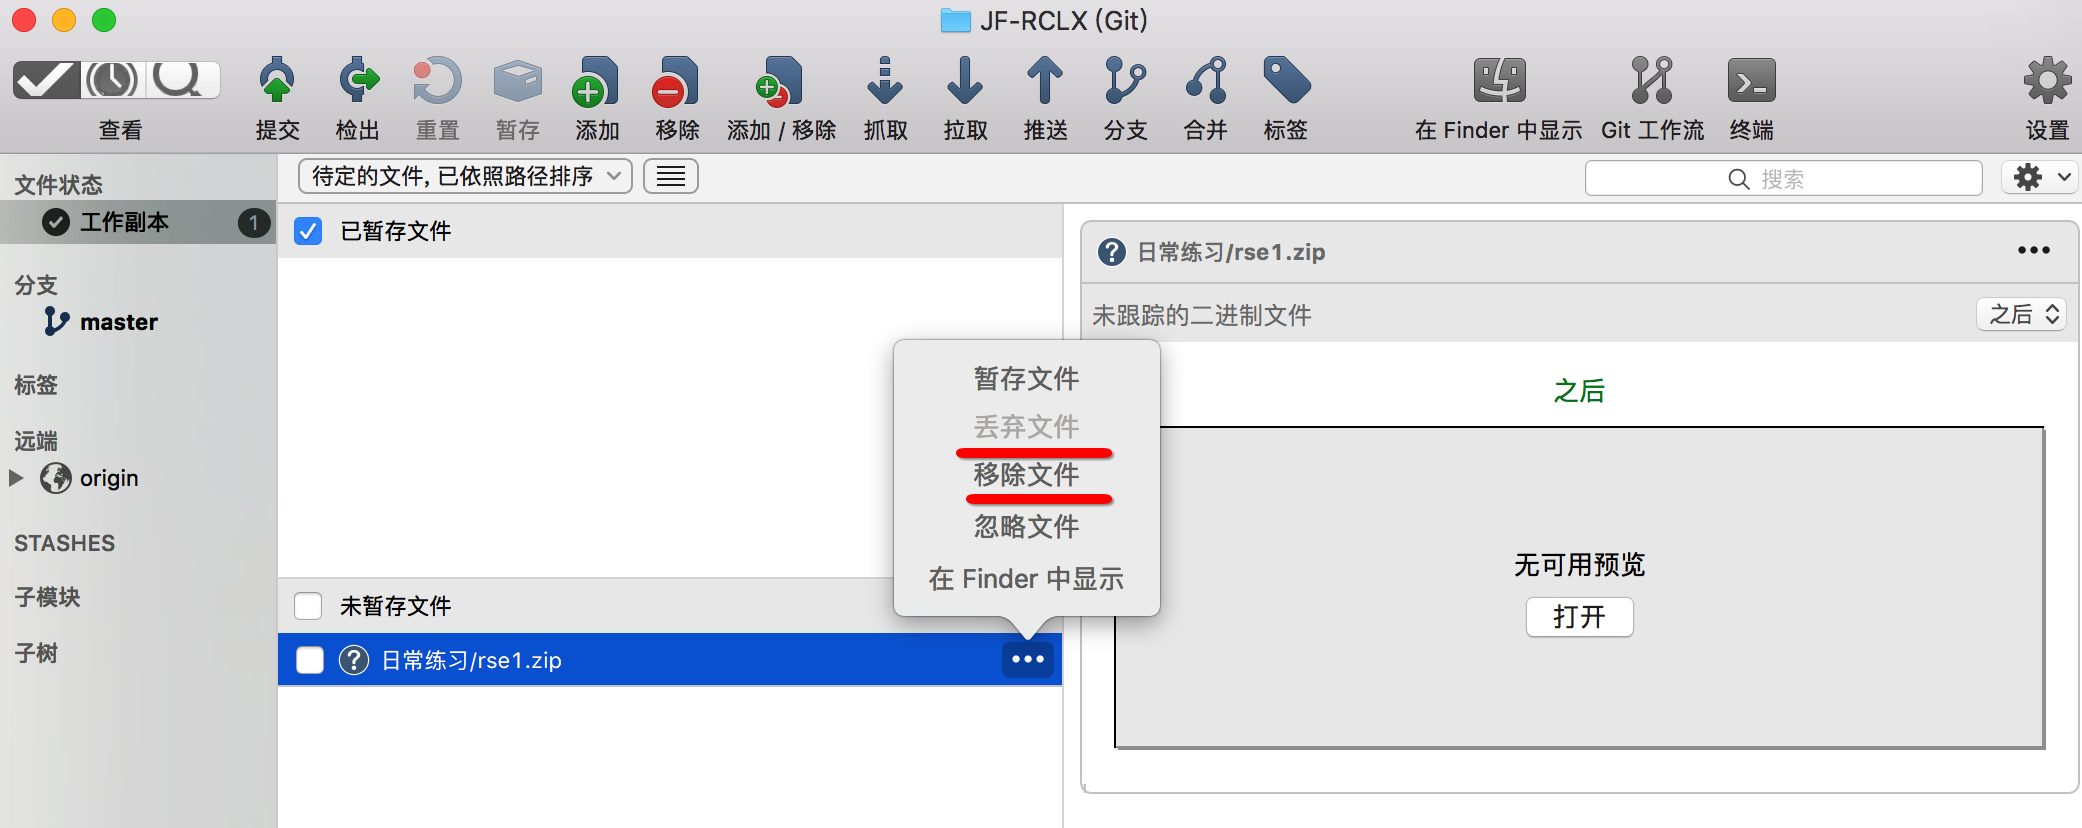 JF-RCLX (Git)
查看 提交 检出 重置 暂存 添加 移除 添加 / 移除 抓取 拉取 推送 分支 合并 标签 在 Finder 中显示 Git 工作流 终端 设置
文件状态
工作副本 1
分支
master
标签
远端
origin
STASHES
子模块
子树
待定的文件, 已依照路径排序
搜索
已暂存文件
未暂存文件
日常练习/rse1.zip
暂存文件
丢弃文件
移除文件
忽略文件
在 Finder 中显示
日常练习/rse1.zip
未跟踪的二进制文件
之后
之后
无可用预览
打开